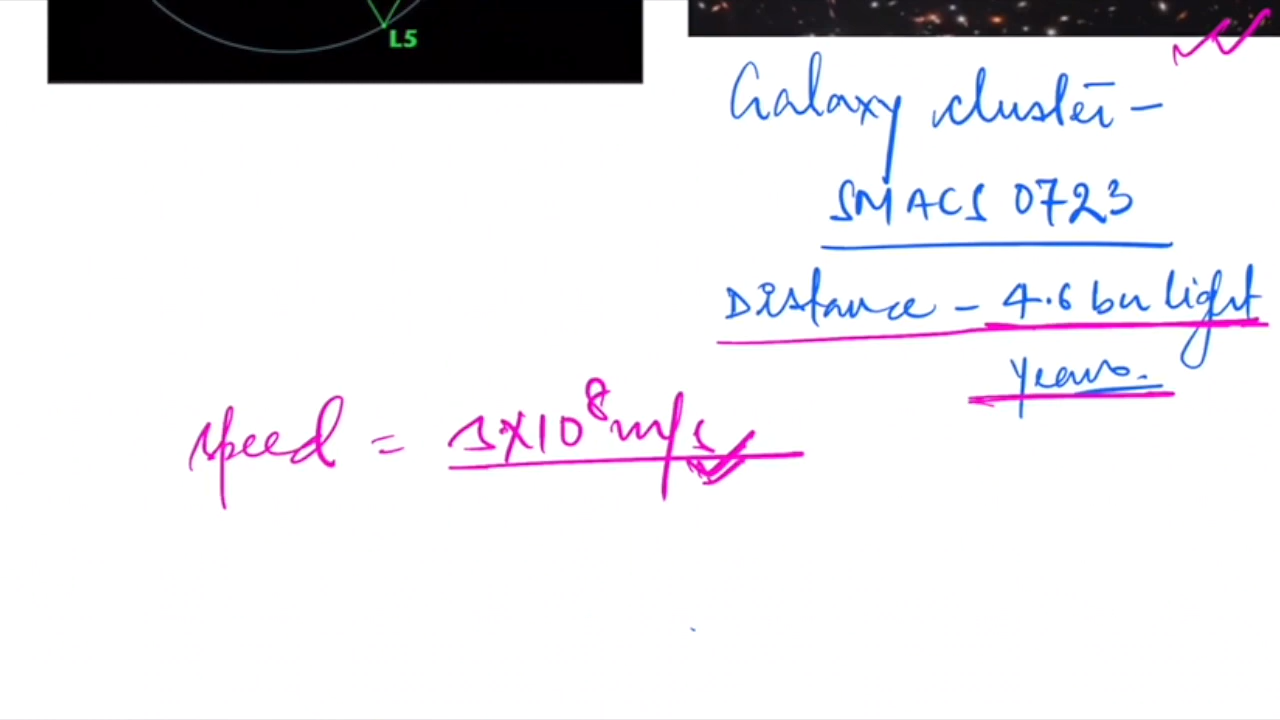 L5
Galaxy cluster -
SMACS 0723
Distance - 4.6 bn light
years.
speed = 3×10⁸ m/s